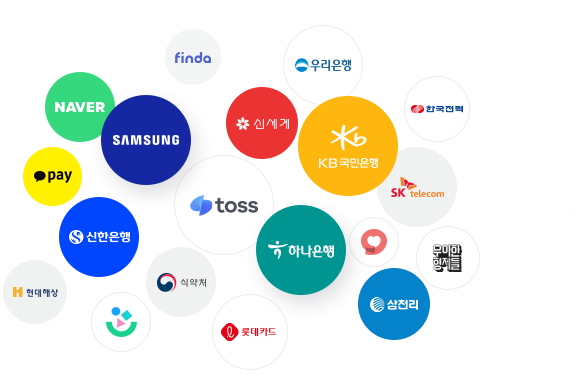 finda
우리은행
NAVER
신세계
한국전력
SAMSUNG
KB국민은행
pay
SK telecom
toss
신한은행
하나은행
우아한
형제들
현대해상
식약처
삼천리
롯데카드